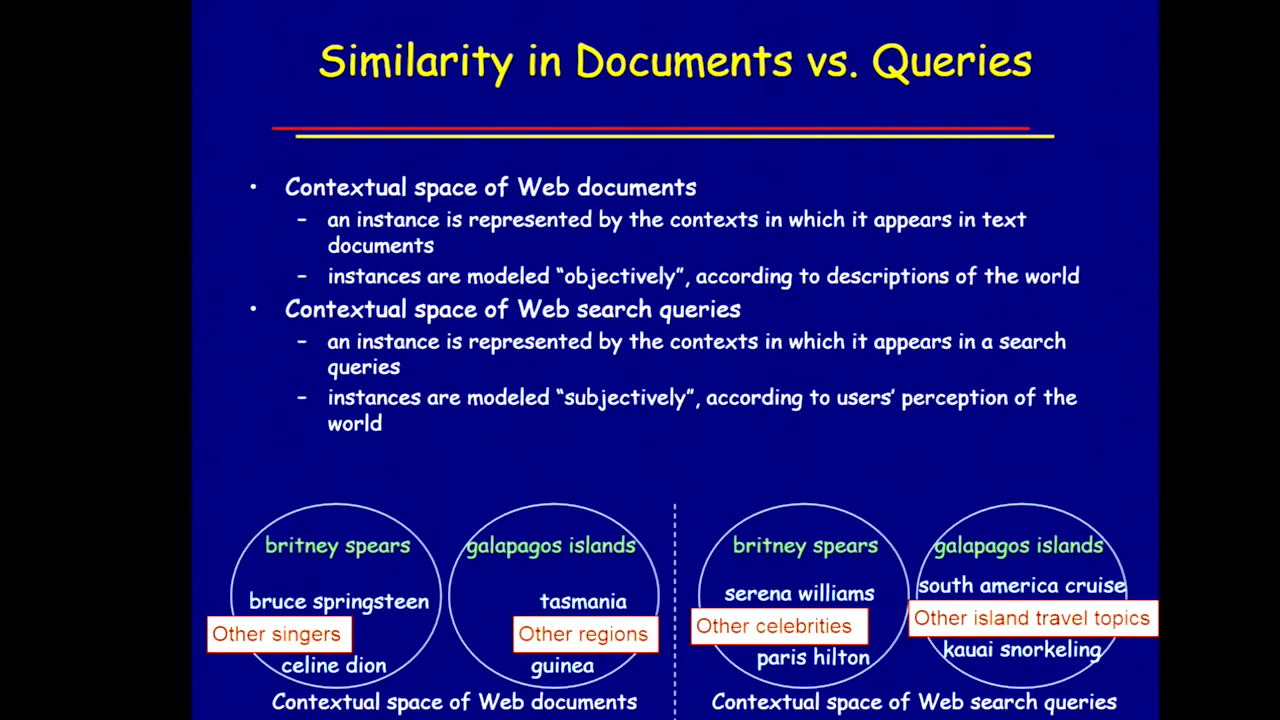 Similarity in Documents vs. Queries
• Contextual space of Web documents
– an instance is represented by the contexts in which it appears in text
documents
– instances are modeled “objectively”, according to descriptions of the world
• Contextual space of Web search queries
– an instance is represented by the contexts in which it appears in a search
queries
– instances are modeled “subjectively”, according to users’ perception of the
world
britney spears
bruce springsteen
Other singers
celine dion
galapagos islands
tasmania
Other regions
guinea
Contextual space of Web documents
britney spears
serena williams
Other celebrities
paris hilton
galapagos islands
south america cruise
Other island travel topics
kauai snorkeling
Contextual space of Web search queries